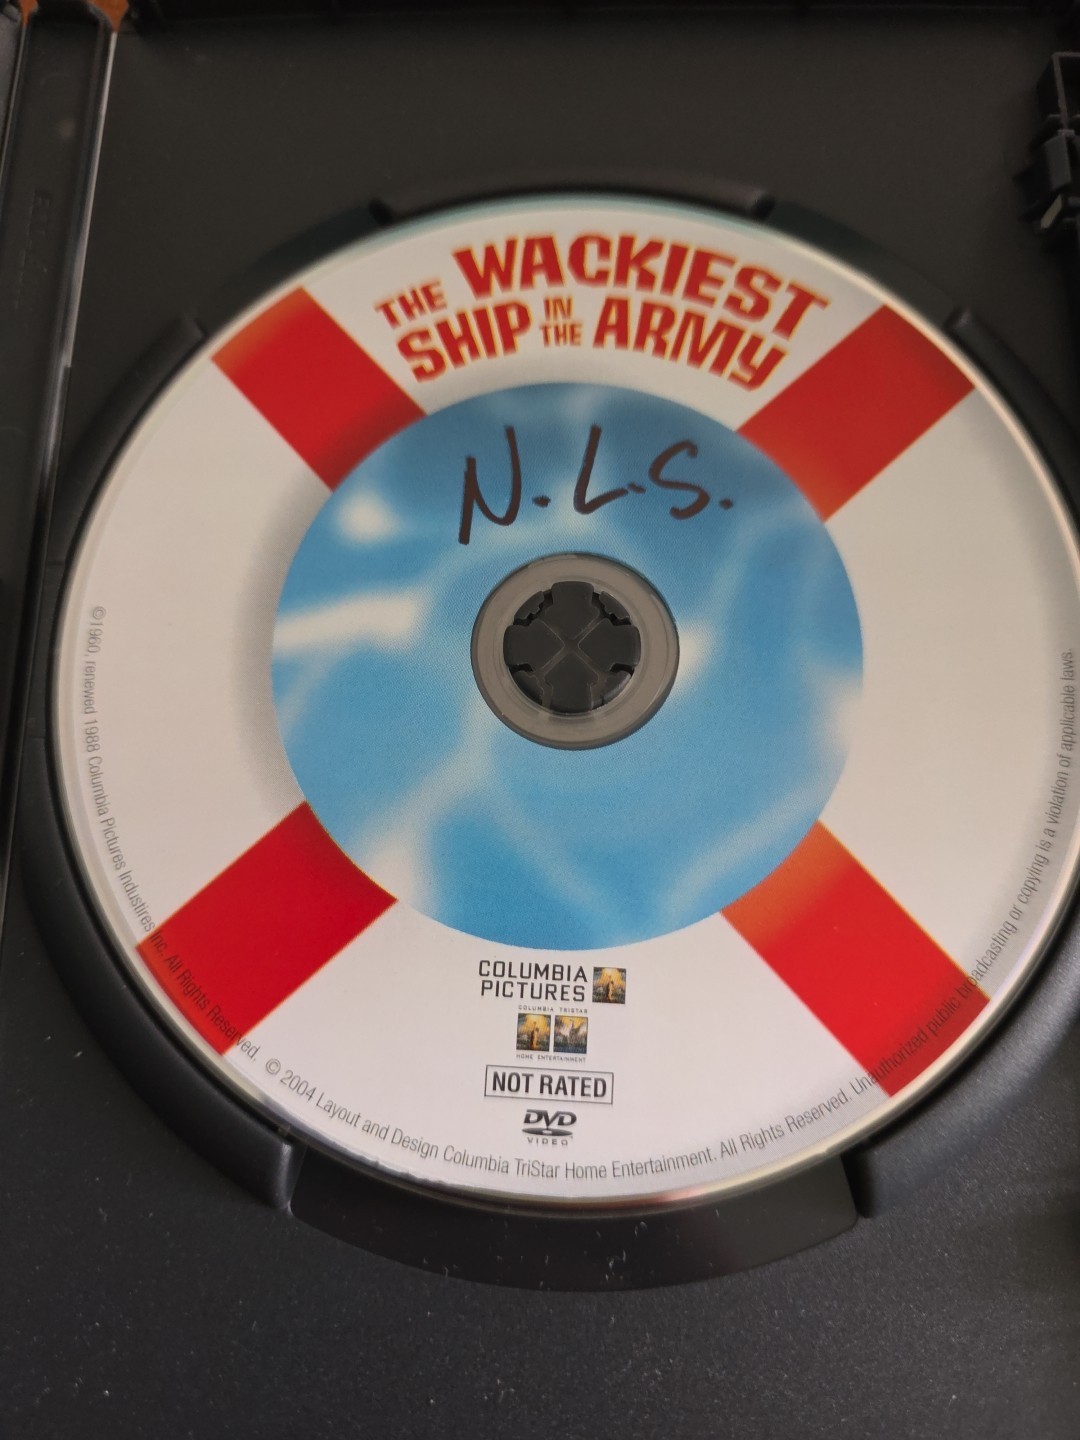 THE WACKIEST
SHIP IN THE ARMY
N.L.S.
COLUMBIA
PICTURES
COLUMBIA TRISTAR
HOME ENTERTAINMENT
NOT RATED
DVD
VIDEO
©1960, renewed 1988 Columbia Pictures Industires Inc. All Rights Reserved. © 2004 Layout and Design Columbia TriStar Home Entertainment. All Rights Reserved. Unauthorized public broadcasting or copying is a violation of applicable laws.